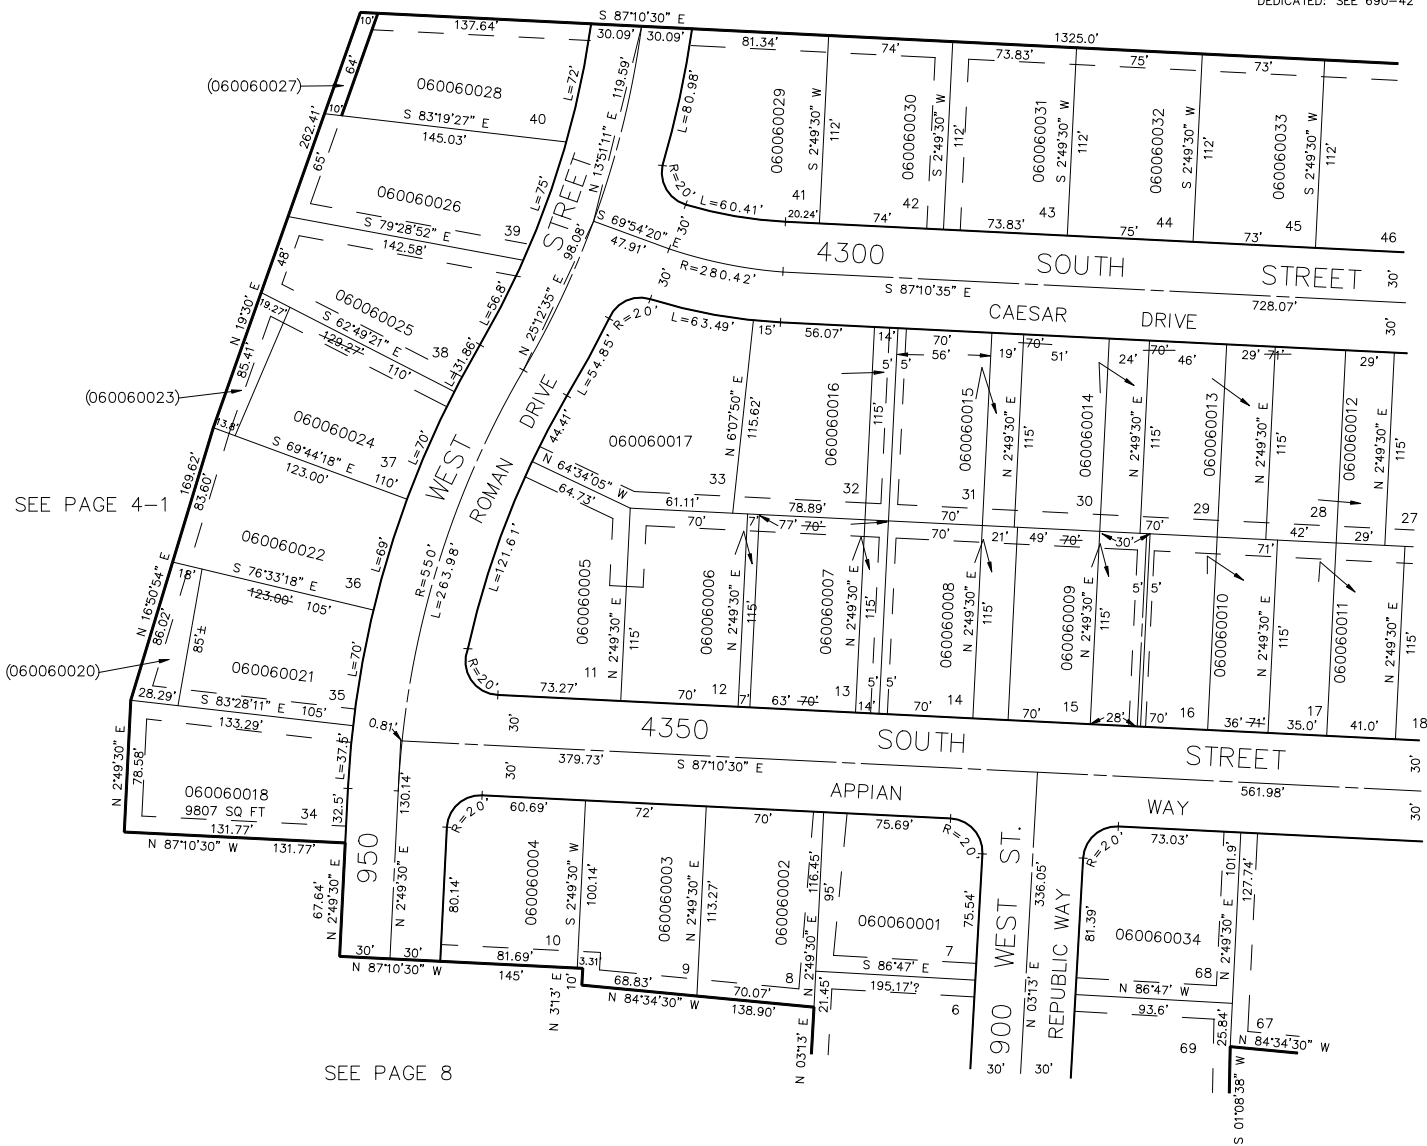 DEDICATED: SEE 690-42
S 87°10'30" E
10'
137.64'
30.09'
30.09'
81.34'
74'
73.83'
1325.0'
75'
73'
(060060027)
64'
10'
060060028
S 83°19'27" E
40
145.03'
L=72'
119.59'
N 13°51'11" E
L=80.98'
R=20'
L=60.41'
060060029
S 2°49'30" W
112'
41
20.24'
060060030
S 2°49'30" W
112'
42
74'
060060031
S 2°49'30" W
112'
43
73.83'
060060032
S 2°49'30" W
112'
44
75'
060060033
S 2°49'30" W
112'
45
73'
46
262.41'
65'
060060026
S 79°28'52" E
39
142.58'
L=75'
STREET
98.08'
S 69°54'20" E
47.91'
30'
30'
R=280.42'
4300 SOUTH STREET
30'
S 87°10'35" E
728.07'
CAESAR DRIVE
30'
48'
060060025
S 62°49'21" E
38
129.27'
110'
19.27'
L=56.8'
L=31.86'
N 25°12'35" E
R=20'
L=63.49'
L=54.85'
44.41'
N 19°30' E
85.41'
(060060023)
13.8'
060060024
S 69°44'18" E
37
123.00'
110'
L=70'
WEST
ROMAN DRIVE
060060017
N 64°34'05" W
64.73'
33
61.11'
N 6°07'50" E
115.62'
15'
56.07'
14'
060060016
32
78.89'
115'
5'
5'
56'
70'
060060015
31
70'
19'
N 2°49'30" E
115'
70'
51'
060060014
30
24'
N 2°49'30" E
115'
70'
46'
060060013
29
29'
71'
N 2°49'30" E
115'
060060012
28
29'
N 2°49'30" E
115'
27
SEE PAGE 4-1
169.62'
83.60'
060060022
S 76°33'18" E
36
123.00'
105'
L=69'
R=550'
L=263.98'
L=121.61'
N 16°50'54" E
86.02'
18'
85'±
(060060020)
060060021
S 83°28'11" E
35
105'
28.29'
133.29'
L=70'
R=20'
060060005
N 2°49'30" E
115'
11
73.27'
70'
7'
77'
70'
060060006
N 2°49'30" E
115'
12
70'
7'
060060007
N 2°49'30" E
115'
13
63'
70'
14'
5'
5'
70'
21'
060060008
N 2°49'30" E
115'
14
70'
49'
70'
30'
060060009
N 2°49'30" E
115'
15
70'
28'
5'
5'
70'
060060010
N 2°49'30" E
115'
16
70'
36'
71'
71'
42'
060060011
17
35.0'
29'
N 2°49'30" E
115'
41.0'
18
0.81'
N 2°49'30" E
78.58'
060060018
9807 SQ FT
34
131.77'
N 87°10'30" W
131.77'
L=37.5'
32.5'
30'
4350 SOUTH STREET
379.73'
S 87°10'30" E
561.98'
30'
APPIAN WAY
30'
30'
130.14'
N 2°49'30" E
950
67.64'
N 2°49'30" E
30'
30'
N 87°10'30" W
R=20'
80.14'
60.69'
060060004
10
81.69'
145'
S 2°49'30" W
100.14'
3.31'
N 3°13' E
10'
72'
060060003
9
68.83'
N 84°34'30" W
N 2°49'30" E
113.27'
70'
060060002
8
70.07'
138.90'
116.45'
N 2°49'30" E
95'
21.45'
N 03°13' E
75.69'
R=20'
060060001
75.54'
7
S 86°47' E
195.17'?
6
900 WEST ST.
336.05'
N 03°13' E
REPUBLIC WAY
30'
30'
R=20'
81.39'
73.03'
060060034
101.9'
127.74'
N 2°49'30" E
68
N 86°47' W
93.6'
25.84'
67
N 84°34'30" W
69
S 01°08'38" W
SEE PAGE 8